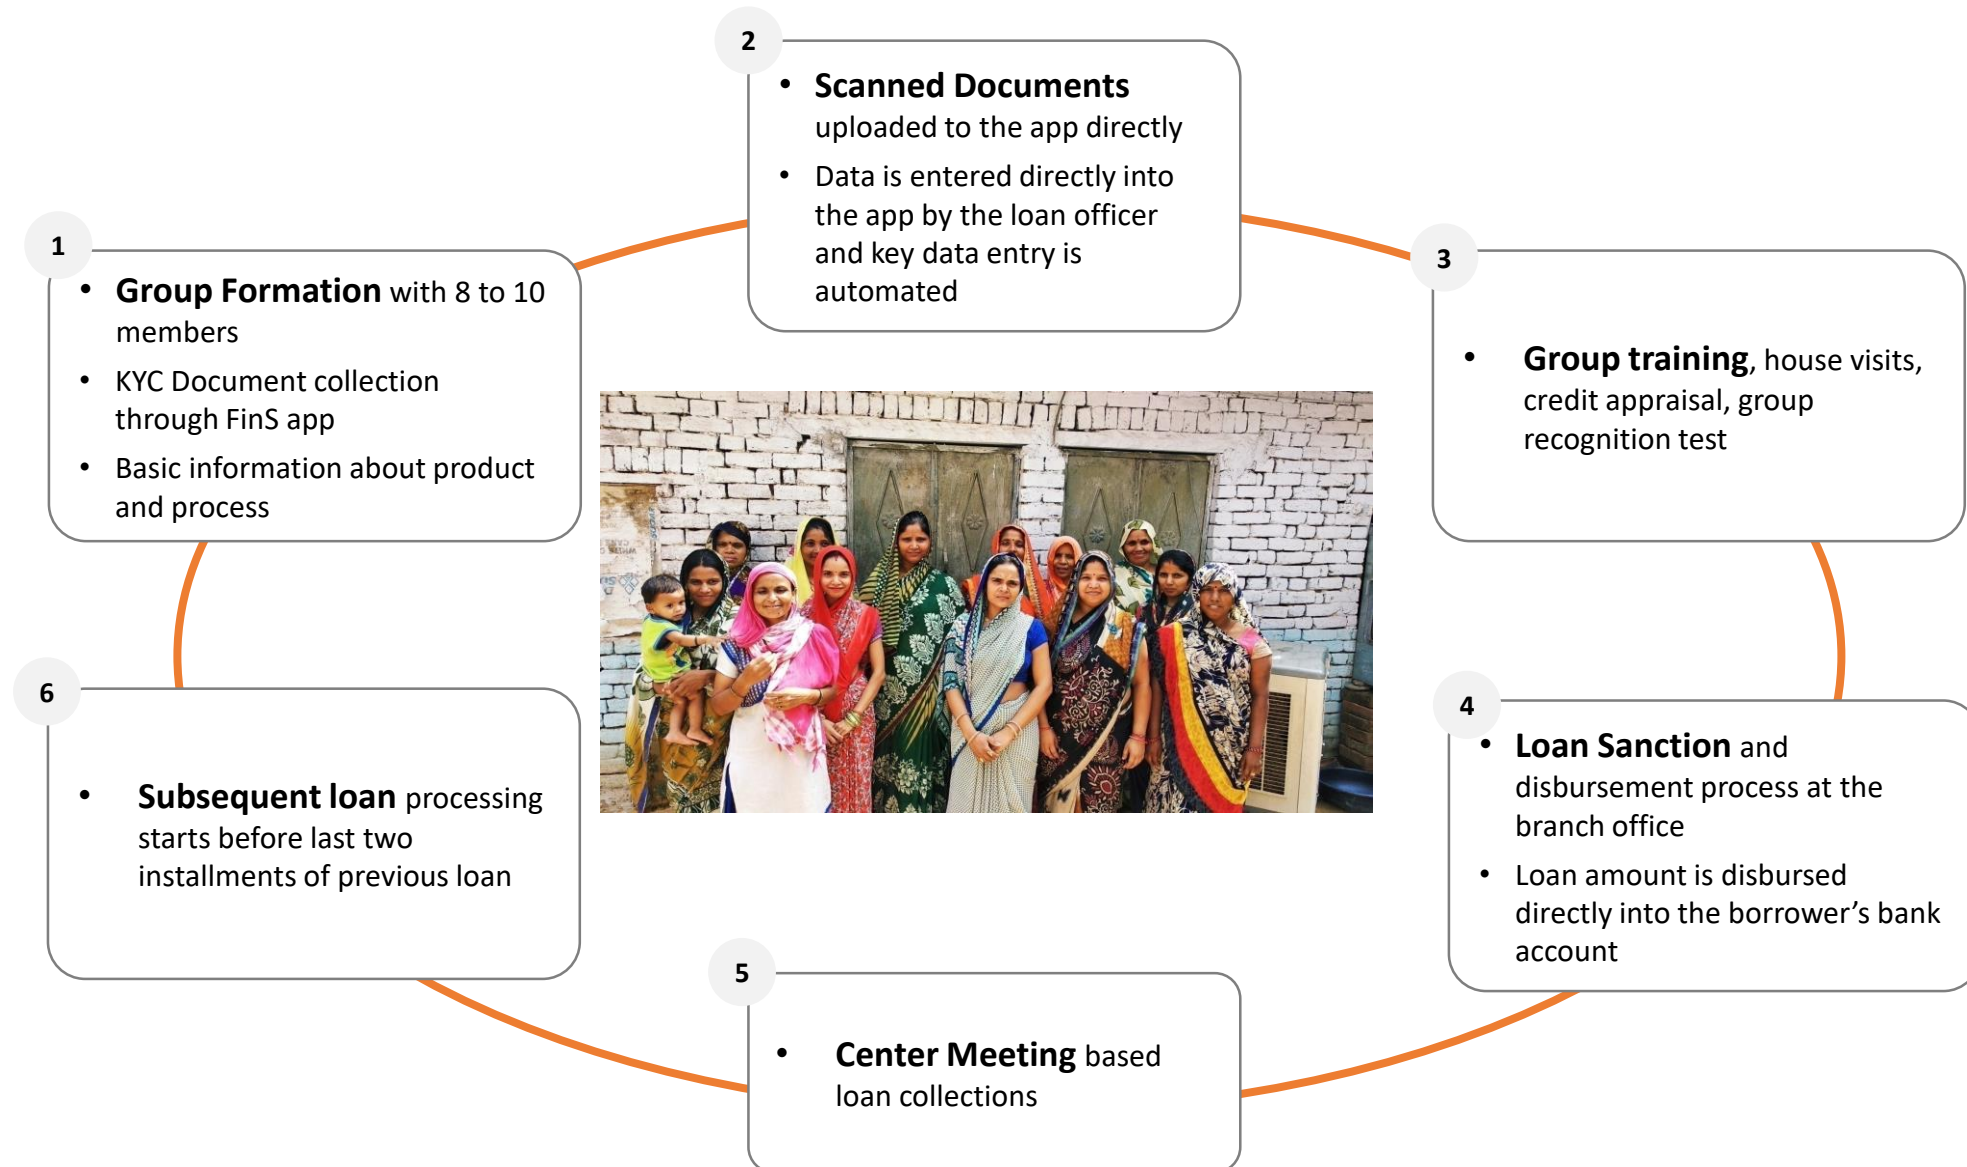 1
• Group Formation with 8 to 10
members
• KYC Document collection
through FinS app
• Basic information about product
and process
2
• Scanned Documents
uploaded to the app directly
• Data is entered directly into
the app by the loan officer
and key data entry is
automated
3
• Group training, house visits,
credit appraisal, group
recognition test
4
• Loan Sanction and
disbursement process at the
branch office
• Loan amount is disbursed
directly into the borrower’s bank
account
5
• Center Meeting based
loan collections
6
• Subsequent loan processing
starts before last two
installments of previous loan